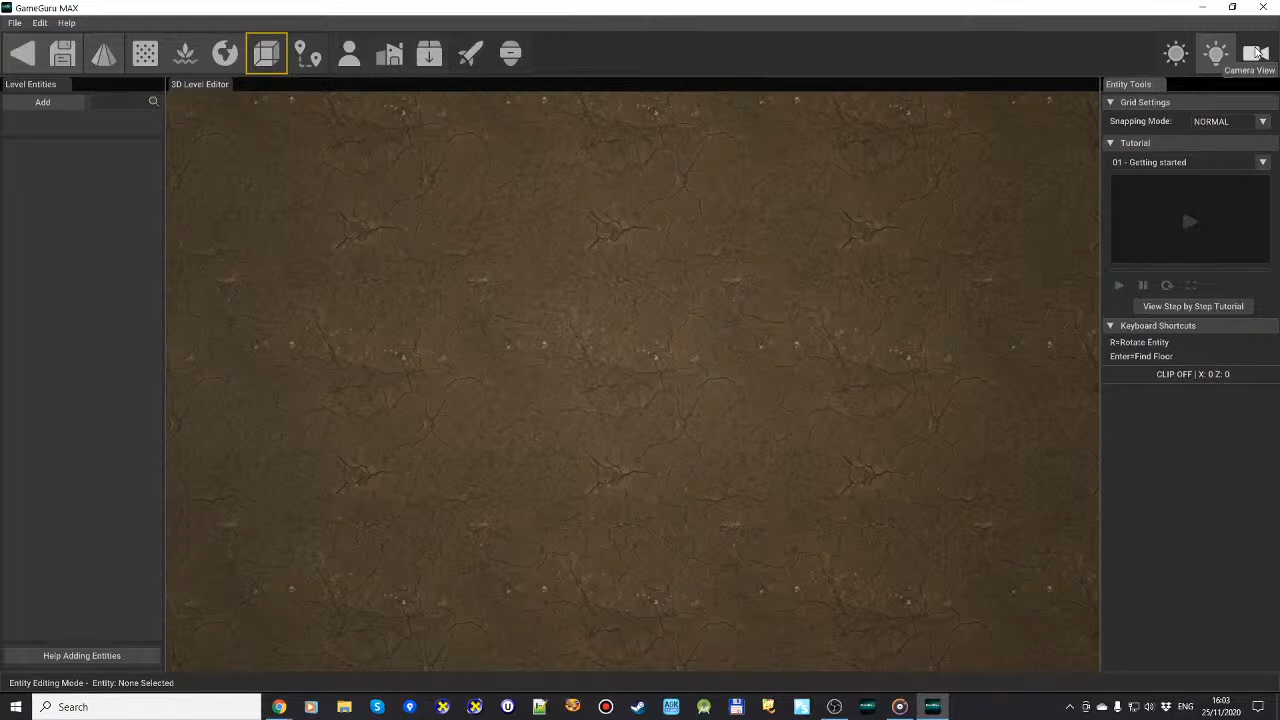 GameGuru MAX
File Edit Help
Camera View
Level Entities
3D Level Editor
Entity Tools
Add
Grid Settings
Snapping Mode: NORMAL
Tutorial
01 - Getting started
View Step by Step Tutorial
Keyboard Shortcuts
R=Rotate Entity
Enter=Find Floor
CLIP OFF | X: 0 Z: 0
Help Adding Entities
Entity Editing Mode - Entity: None Selected
Search
AGK
Ps
16:03
25/11/2020